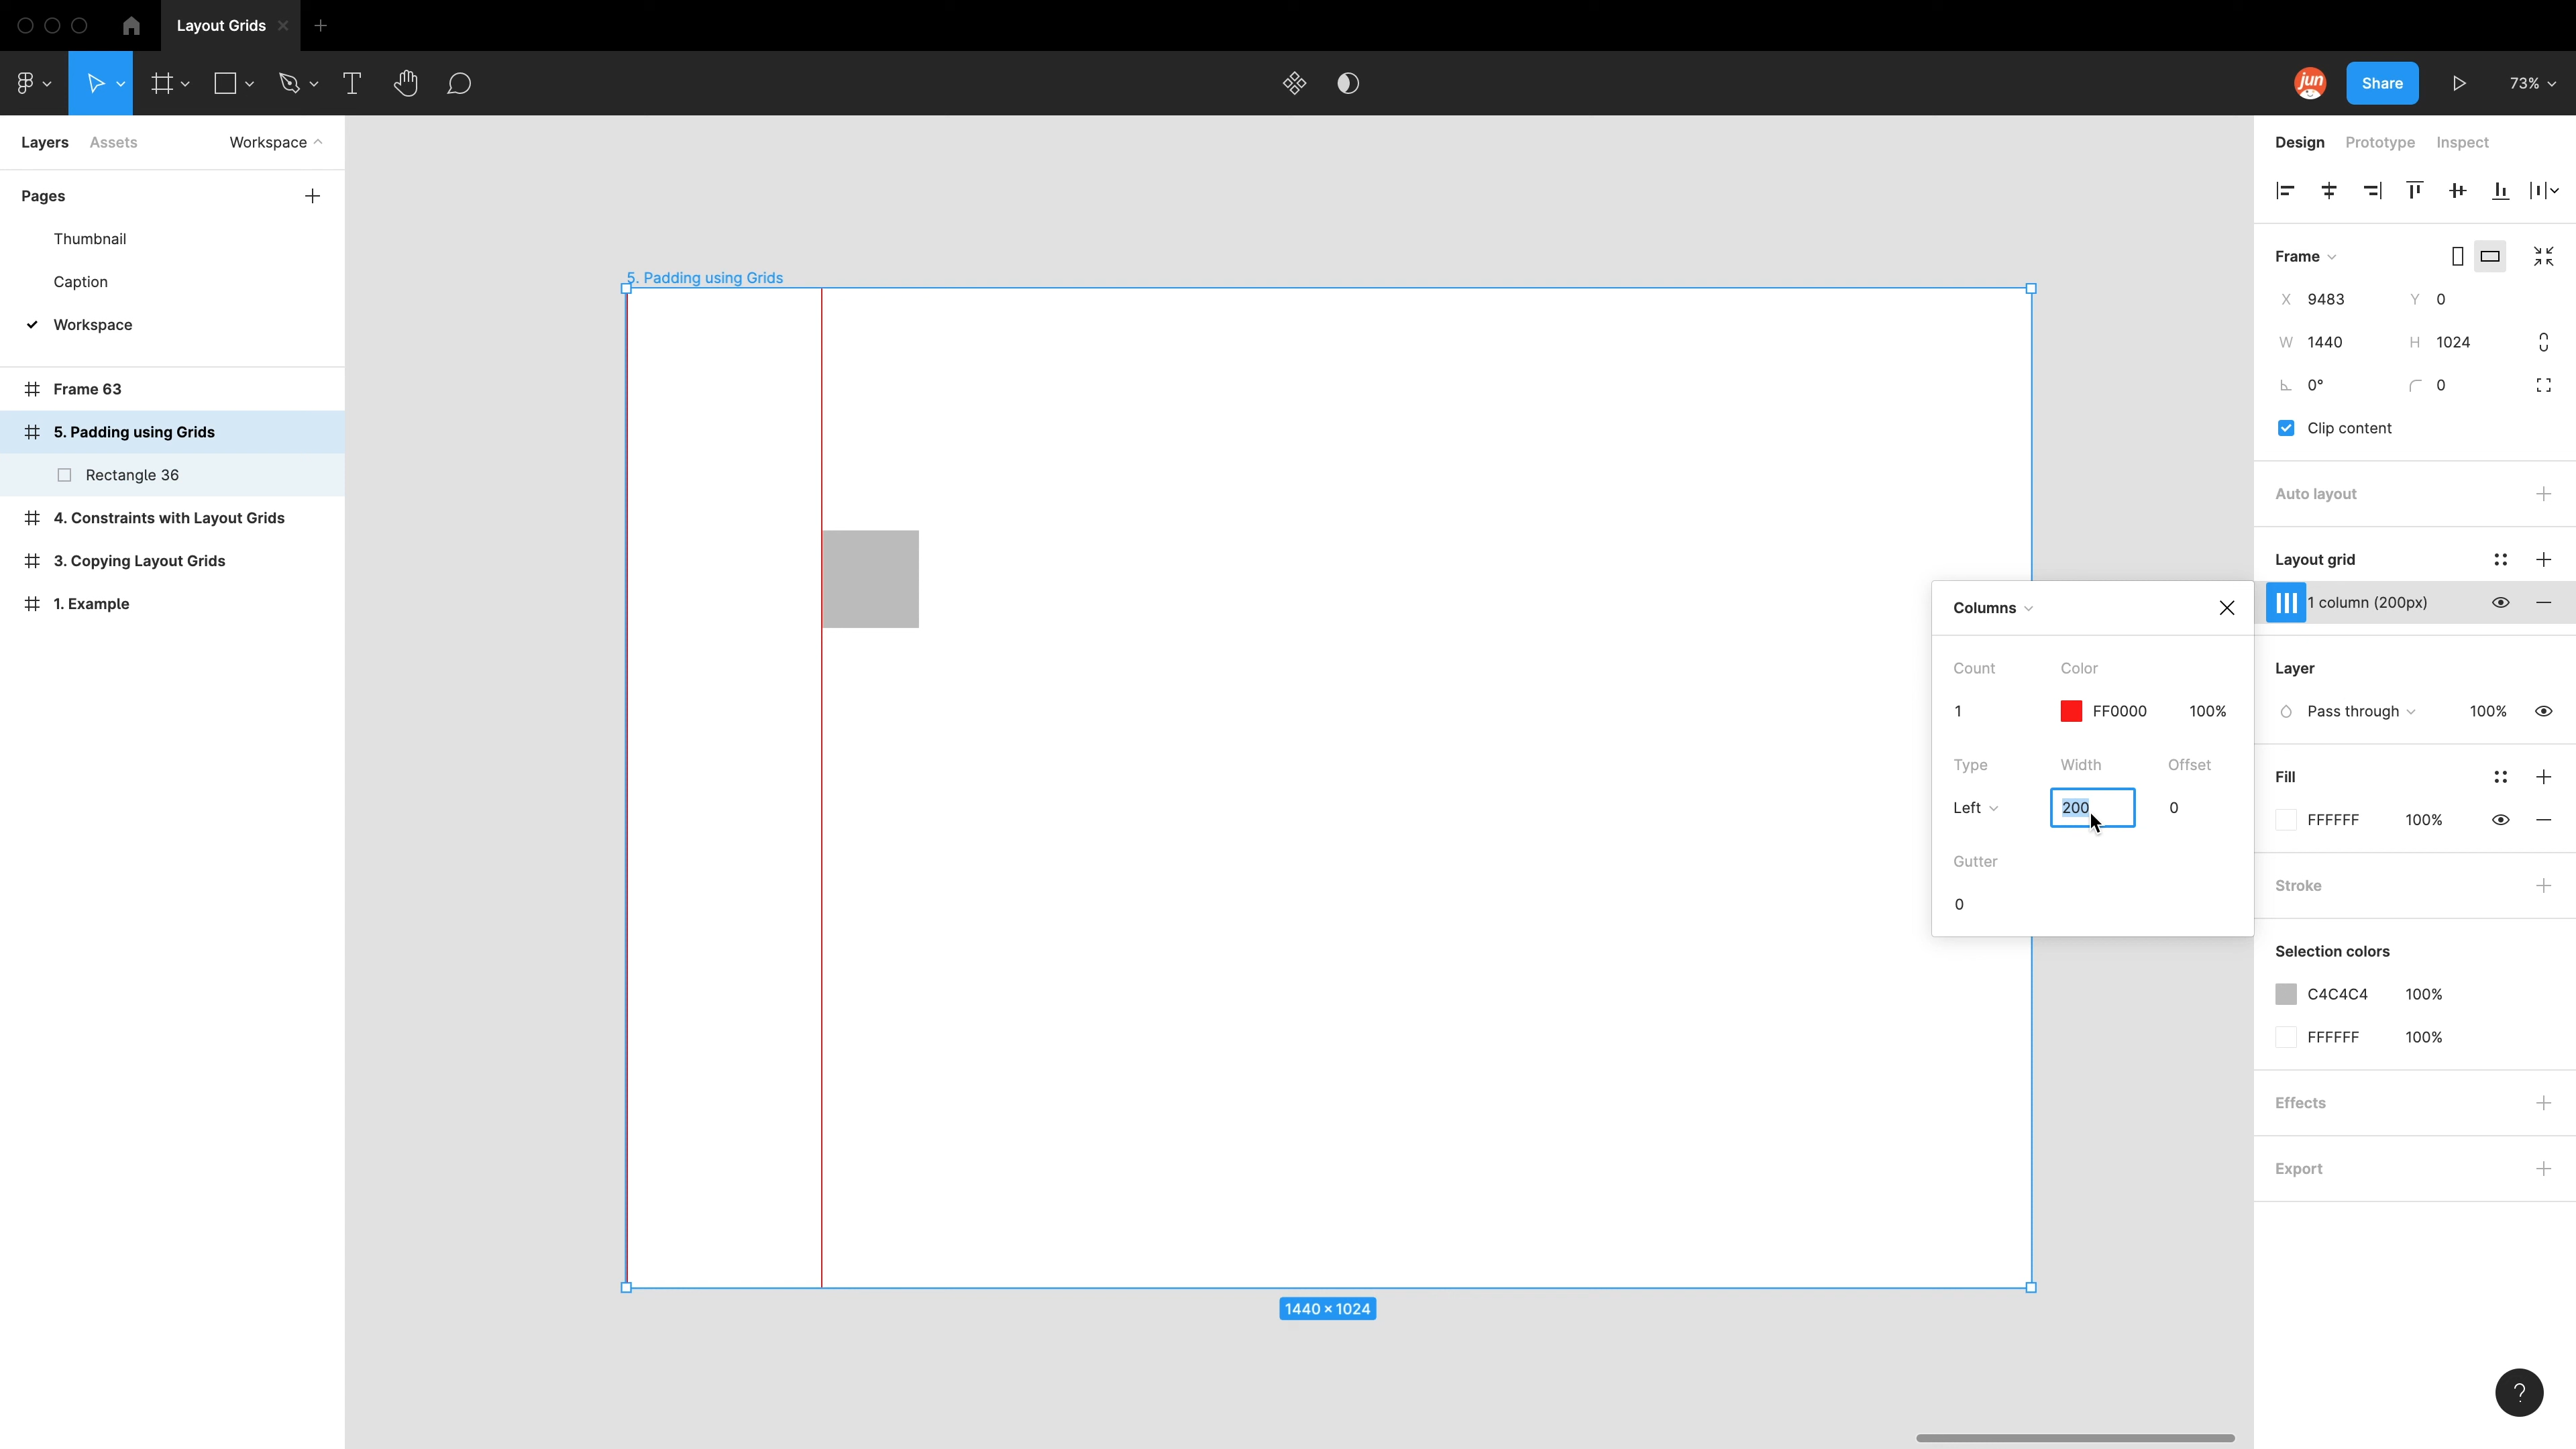 Layout Grids
jun
Share
73%
Layers Assets Workspace
Pages
Thumbnail
Caption
Workspace
Frame 63
5. Padding using Grids
Rectangle 36
4. Constraints with Layout Grids
3. Copying Layout Grids
1. Example
5. Padding using Grids
1440 × 1024
Columns
Count Color
1 FF0000 100%
Type Width Offset
Left 200 0
Gutter
0
Design Prototype Inspect
Frame
X 9483 Y 0
W 1440 H 1024
0° 0
Clip content
Auto layout
Layout grid
1 column (200px)
Layer
Pass through 100%
Fill
FFFFFF 100%
Stroke
Selection colors
C4C4C4 100%
FFFFFF 100%
Effects
Export
?